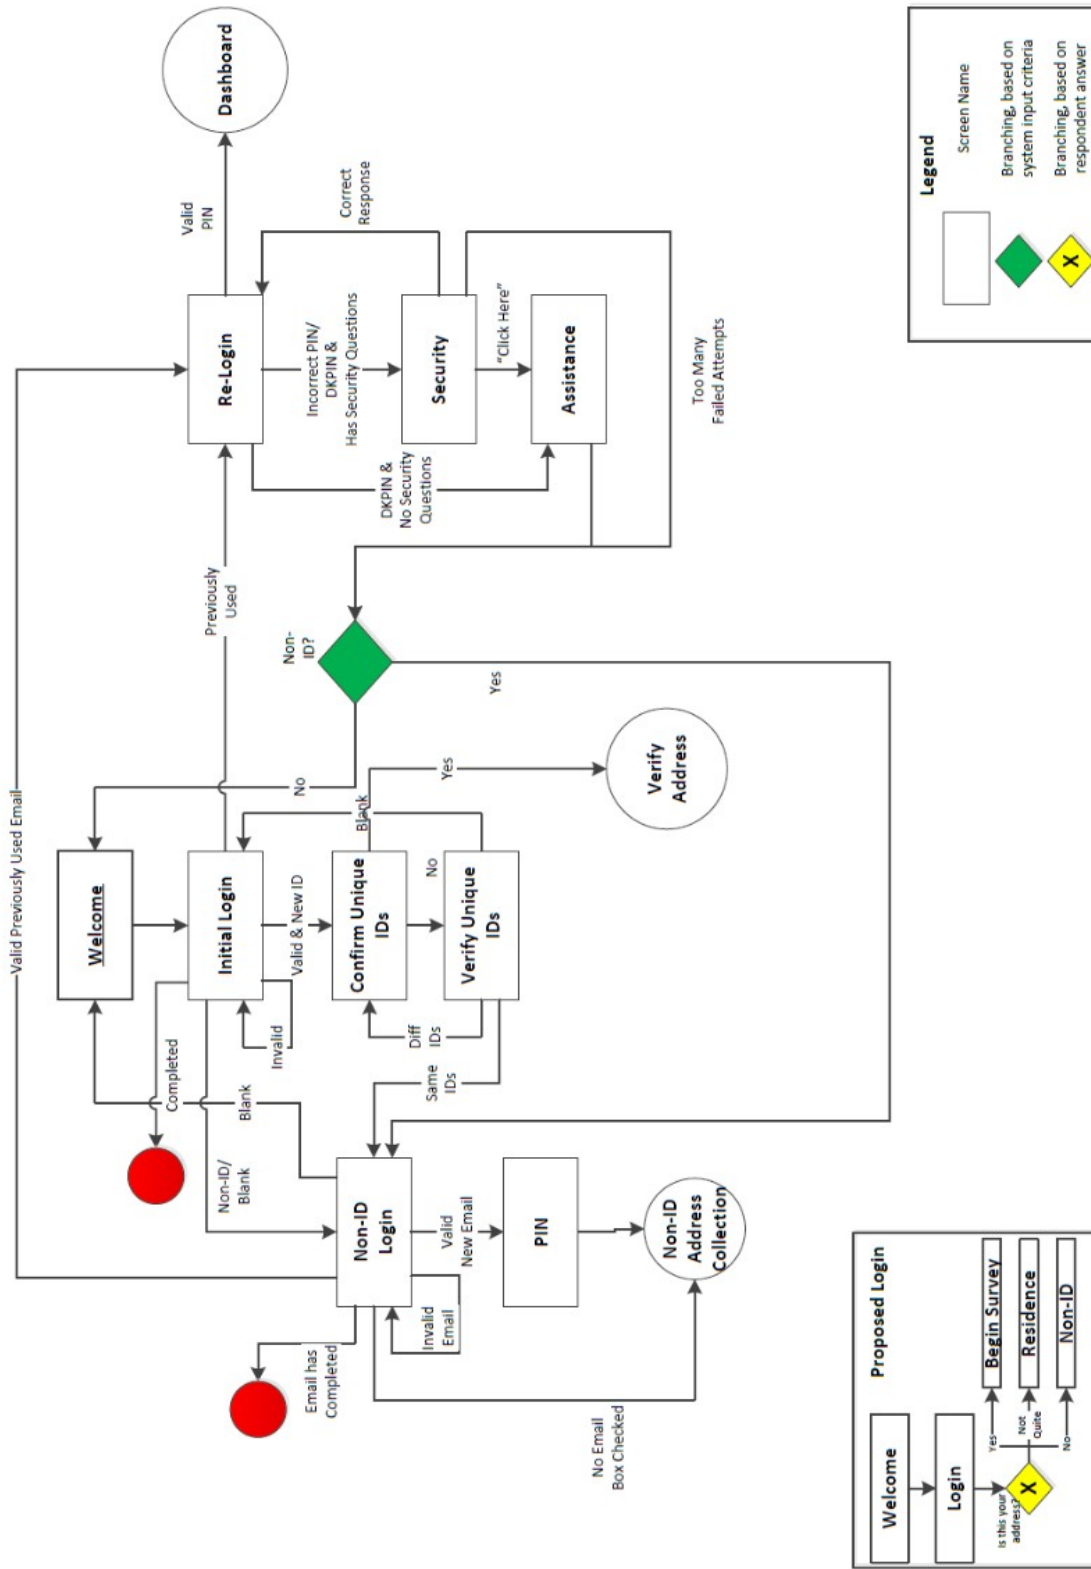 Valid Previously Used Email
Welcome
Completed
Blank
No
Initial Login
Previously
Used
Re-Login
Valid
PIN
Dashboard
Non-ID/
Blank
Invalid
Valid & New ID
Incorrect PIN/
DKPIN &
Has Security Questions
Correct
Response
Email has
Completed
Non-ID
Login
Same
IDs
Diff
IDs
Confirm Unique
IDs
Blank
Non-
ID?
DKPIN &
No Security
Questions
Security
Invalid
Email
Valid
New Email
No
Yes
Yes
"Click Here"
Verify Unique
IDs
PIN
Assistance
No Email
Box Checked
Non-ID
Address
Collection
Verify
Address
Too Many
Failed Attempts
Proposed Login
Welcome
Login
Is this your
address?
X
Yes
Not
Quite
No
Begin Survey
Residence
Non-ID
Legend
Screen Name
Branching, based on
system input criteria
X
Branching, based on
respondent answer